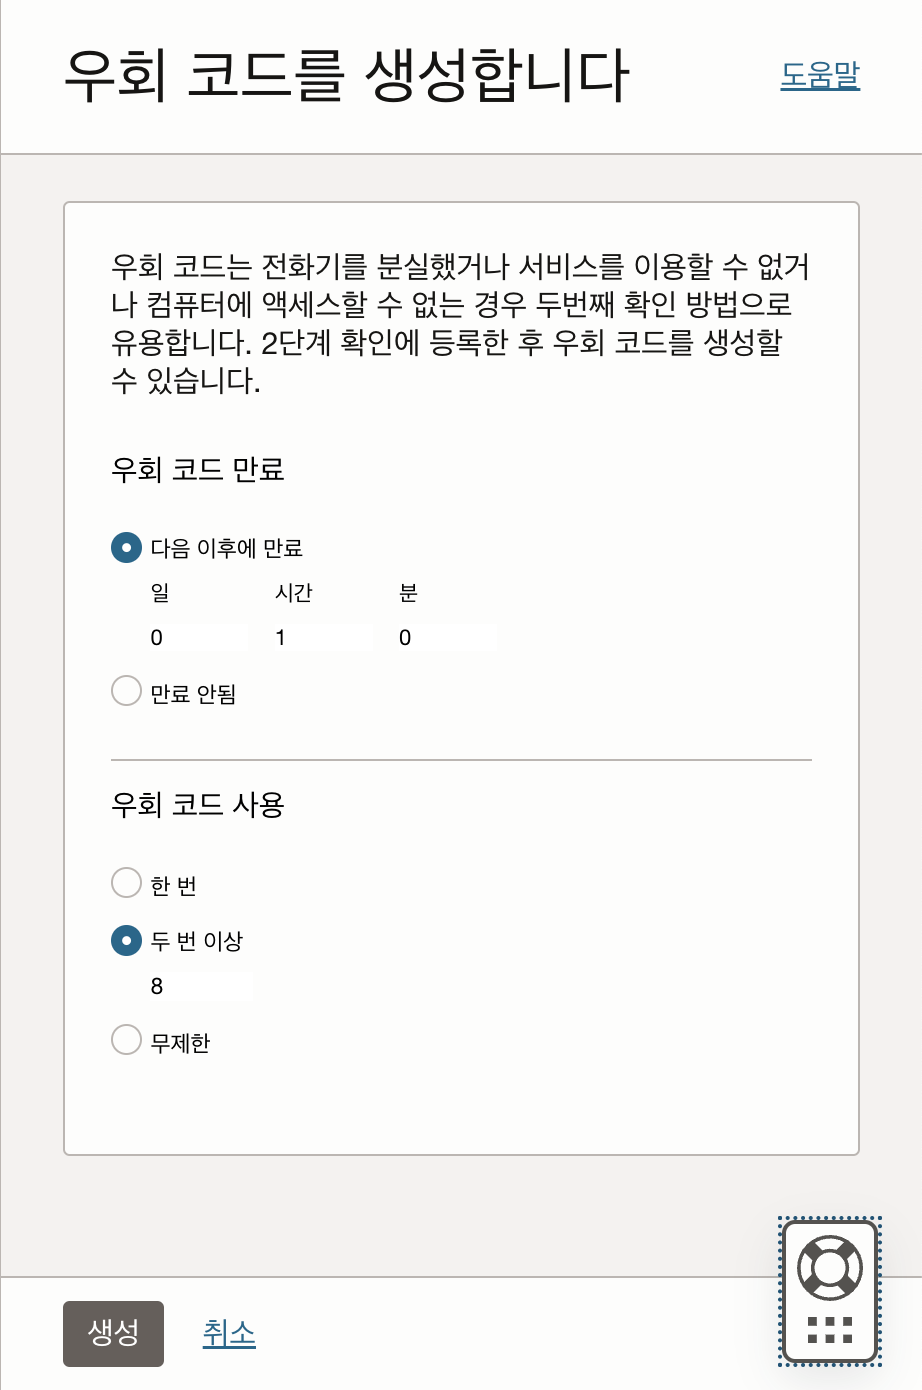 우회 코드를 생성합니다
도움말
우회 코드는 전화기를 분실했거나 서비스를 이용할 수 없거
나 컴퓨터에 액세스할 수 없는 경우 두번째 확인 방법으로
유용합니다. 2단계 확인에 등록한 후 우회 코드를 생성할
수 있습니다.
우회 코드 만료
다음 이후에 만료
일 시간 분
0 1 0
만료 안됨
우회 코드 사용
한 번
두 번 이상
8
무제한
생성 취소